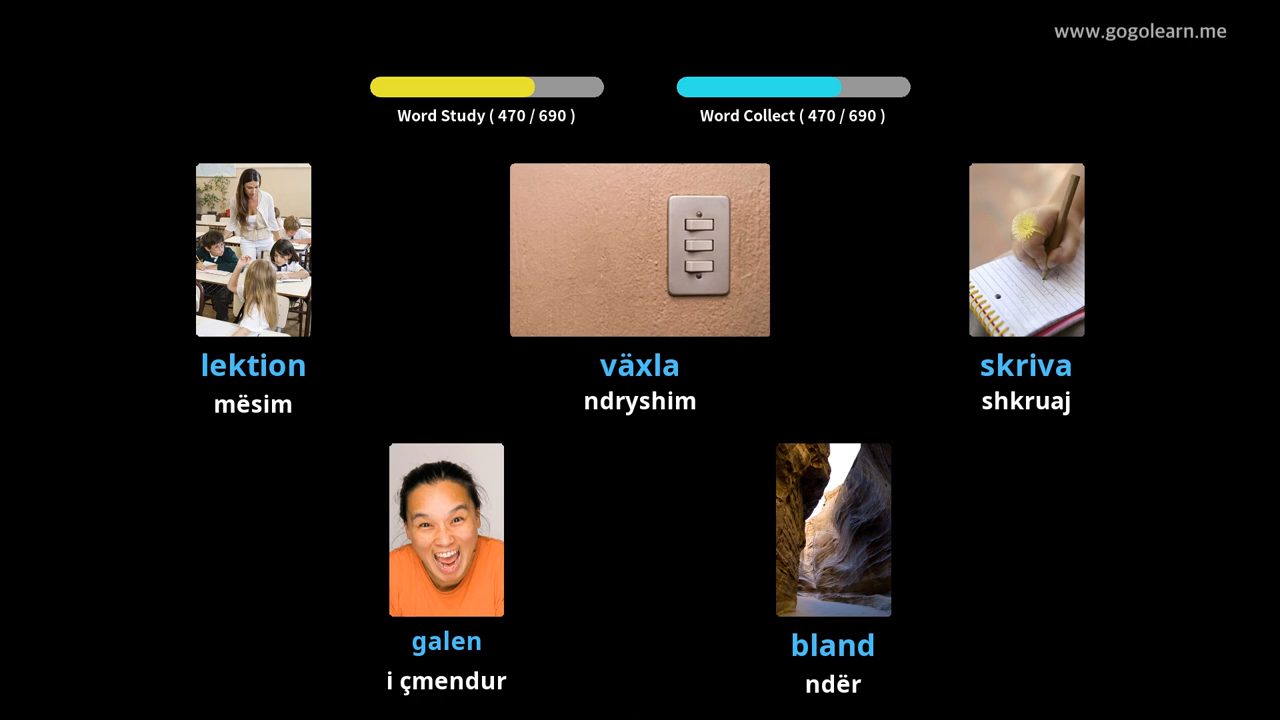 www.gogolearn.me
Word Study ( 470 / 690 )
Word Collect ( 470 / 690 )
lektion
mësim
växla
ndryshim
skriva
shkruaj
galen
i çmendur
bland
ndër